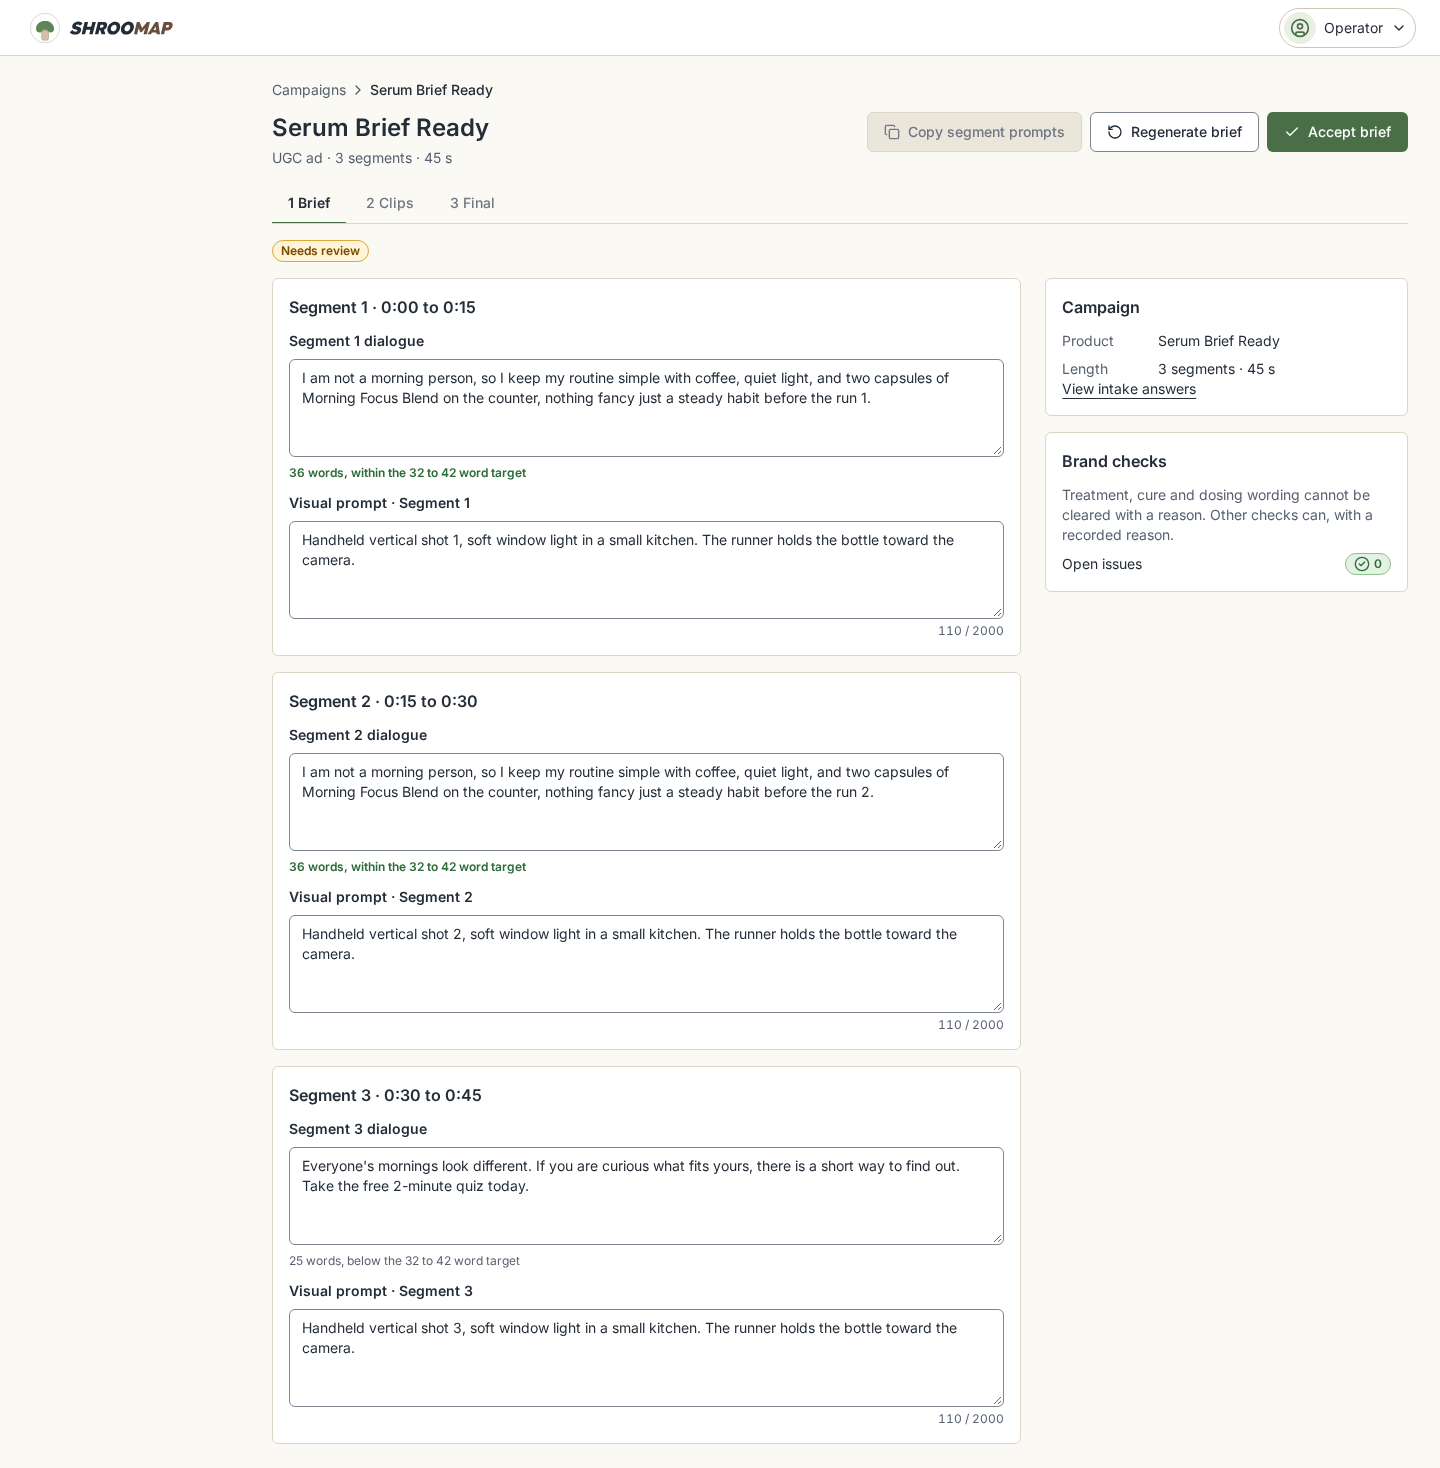 SHROOMAP
Operator
Campaigns > Serum Brief Ready
Serum Brief Ready
Copy segment prompts
Regenerate brief
Accept brief
UGC ad · 3 segments · 45 s
1 Brief
2 Clips
3 Final
Needs review
Segment 1 · 0:00 to 0:15
Segment 1 dialogue
I am not a morning person, so I keep my routine simple with coffee, quiet light, and two capsules of
Morning Focus Blend on the counter, nothing fancy just a steady habit before the run 1.
36 words, within the 32 to 42 word target
Visual prompt · Segment 1
Handheld vertical shot 1, soft window light in a small kitchen. The runner holds the bottle toward the
camera.
110 / 2000
Segment 2 · 0:15 to 0:30
Segment 2 dialogue
I am not a morning person, so I keep my routine simple with coffee, quiet light, and two capsules of
Morning Focus Blend on the counter, nothing fancy just a steady habit before the run 2.
36 words, within the 32 to 42 word target
Visual prompt · Segment 2
Handheld vertical shot 2, soft window light in a small kitchen. The runner holds the bottle toward the
camera.
110 / 2000
Segment 3 · 0:30 to 0:45
Segment 3 dialogue
Everyone's mornings look different. If you are curious what fits yours, there is a short way to find out.
Take the free 2-minute quiz today.
25 words, below the 32 to 42 word target
Visual prompt · Segment 3
Handheld vertical shot 3, soft window light in a small kitchen. The runner holds the bottle toward the
camera.
110 / 2000
Campaign
Product Serum Brief Ready
Length 3 segments · 45 s
View intake answers
Brand checks
Treatment, cure and dosing wording cannot be
cleared with a reason. Other checks can, with a
recorded reason.
Open issues 0